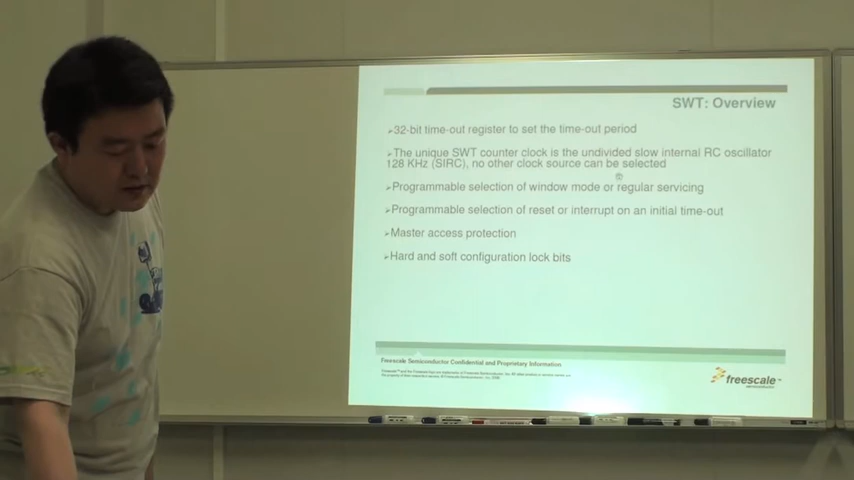 SWT: Overview
32-bit time-out register to set the time-out period
The unique SWT counter clock is the undivided slow internal RC oscillator
128 KHz (SIRC), no other clock source can be selected
Programmable selection of window mode or regular servicing
Programmable selection of reset or interrupt on an initial time-out
Master access protection
Hard and soft configuration lock bits
Freescale Semiconductor Confidential and Proprietary Information
freescale
semiconductor